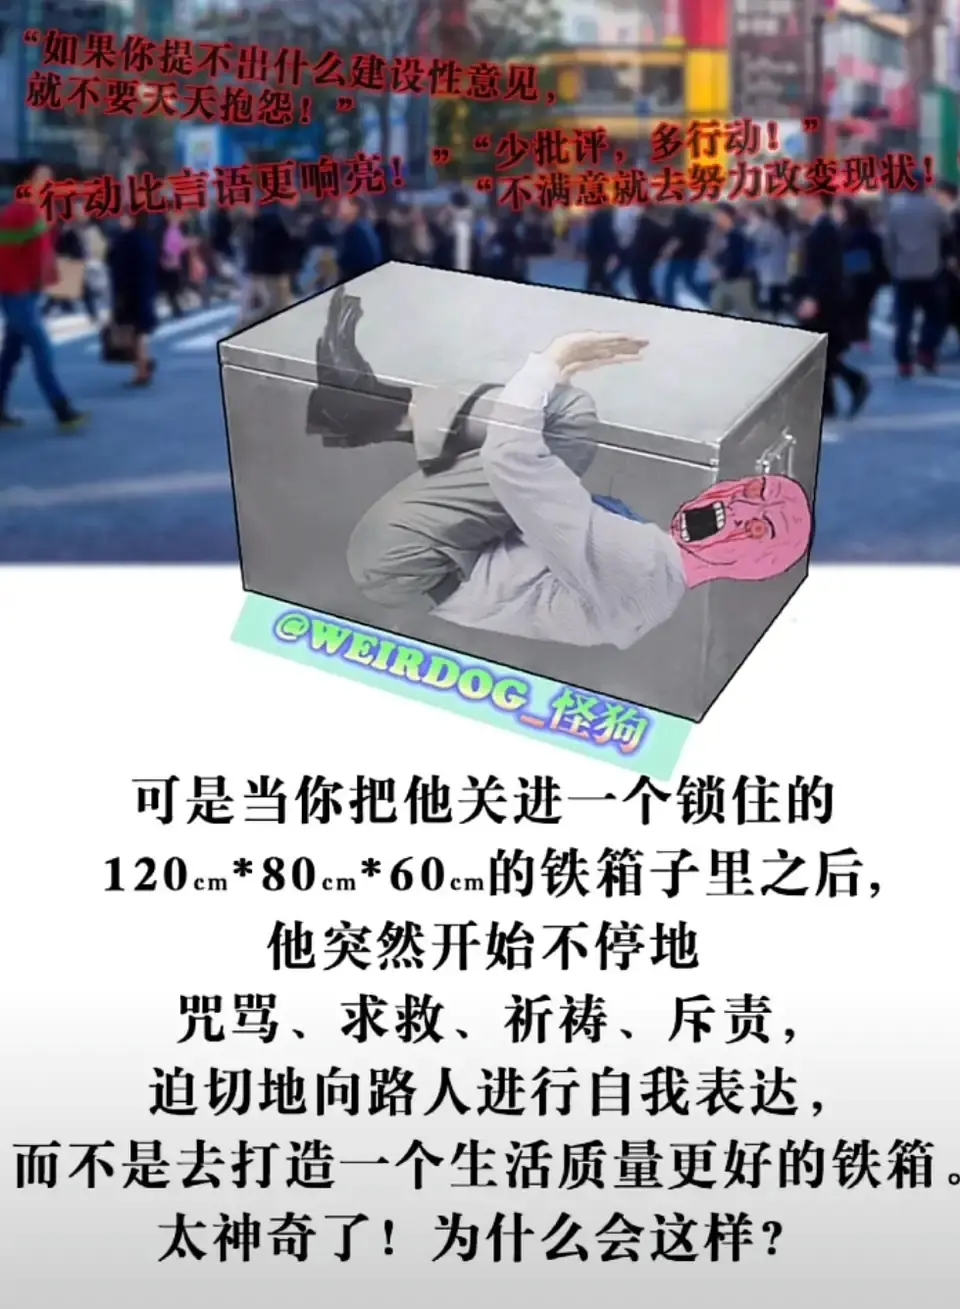 “如果你提不出什么建设性意见，
就不要天天抱怨！”
“少批评，多行动！”
“行动比言语更响亮！”
“不满意就去努力改变现状！
@WEIRDOG_怪狗
可是当你把他关进一个锁住的
120cm*80cm*60cm的铁箱子里之后，
他突然开始不停地
咒骂、求救、祈祷、斥责，
迫切地向路人进行自我表达，
而不是去打造一个生活质量更好的铁箱。
太神奇了！为什么会这样？